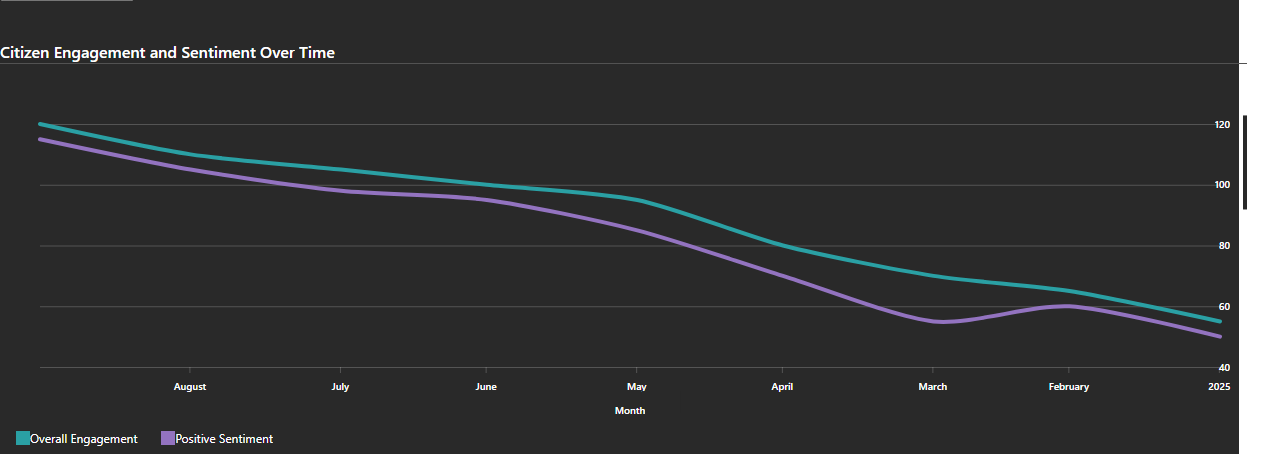 Citizen Engagement and Sentiment Over Time
120
100
80
60
40
August July June May April March February 2025
Month
Overall Engagement Positive Sentiment